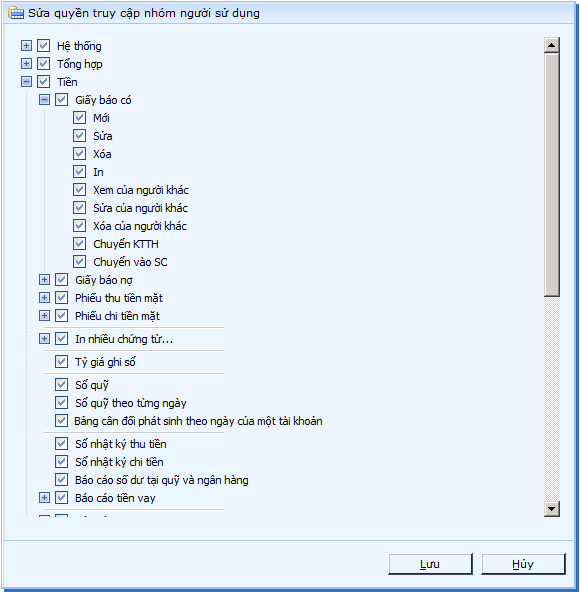 Sửa quyền truy cập nhóm người sử dụng
Hệ thống
Tổng hợp
Tiền
Giấy báo có
Mới
Sửa
Xóa
In
Xem của người khác
Sửa của người khác
Xóa của người khác
Chuyển KTTH
Chuyển vào SC
Giấy báo nợ
Phiếu thu tiền mặt
Phiếu chi tiền mặt
In nhiều chứng từ...
Tỷ giá ghi sổ
Sổ quỹ
Sổ quỹ theo từng ngày
Bảng cân đối phát sinh theo ngày của một tài khoản
Sổ nhật ký thu tiền
Sổ nhật ký chi tiền
Báo cáo số dư tại quỹ và ngân hàng
Báo cáo tiền vay
Lưu
Hủy